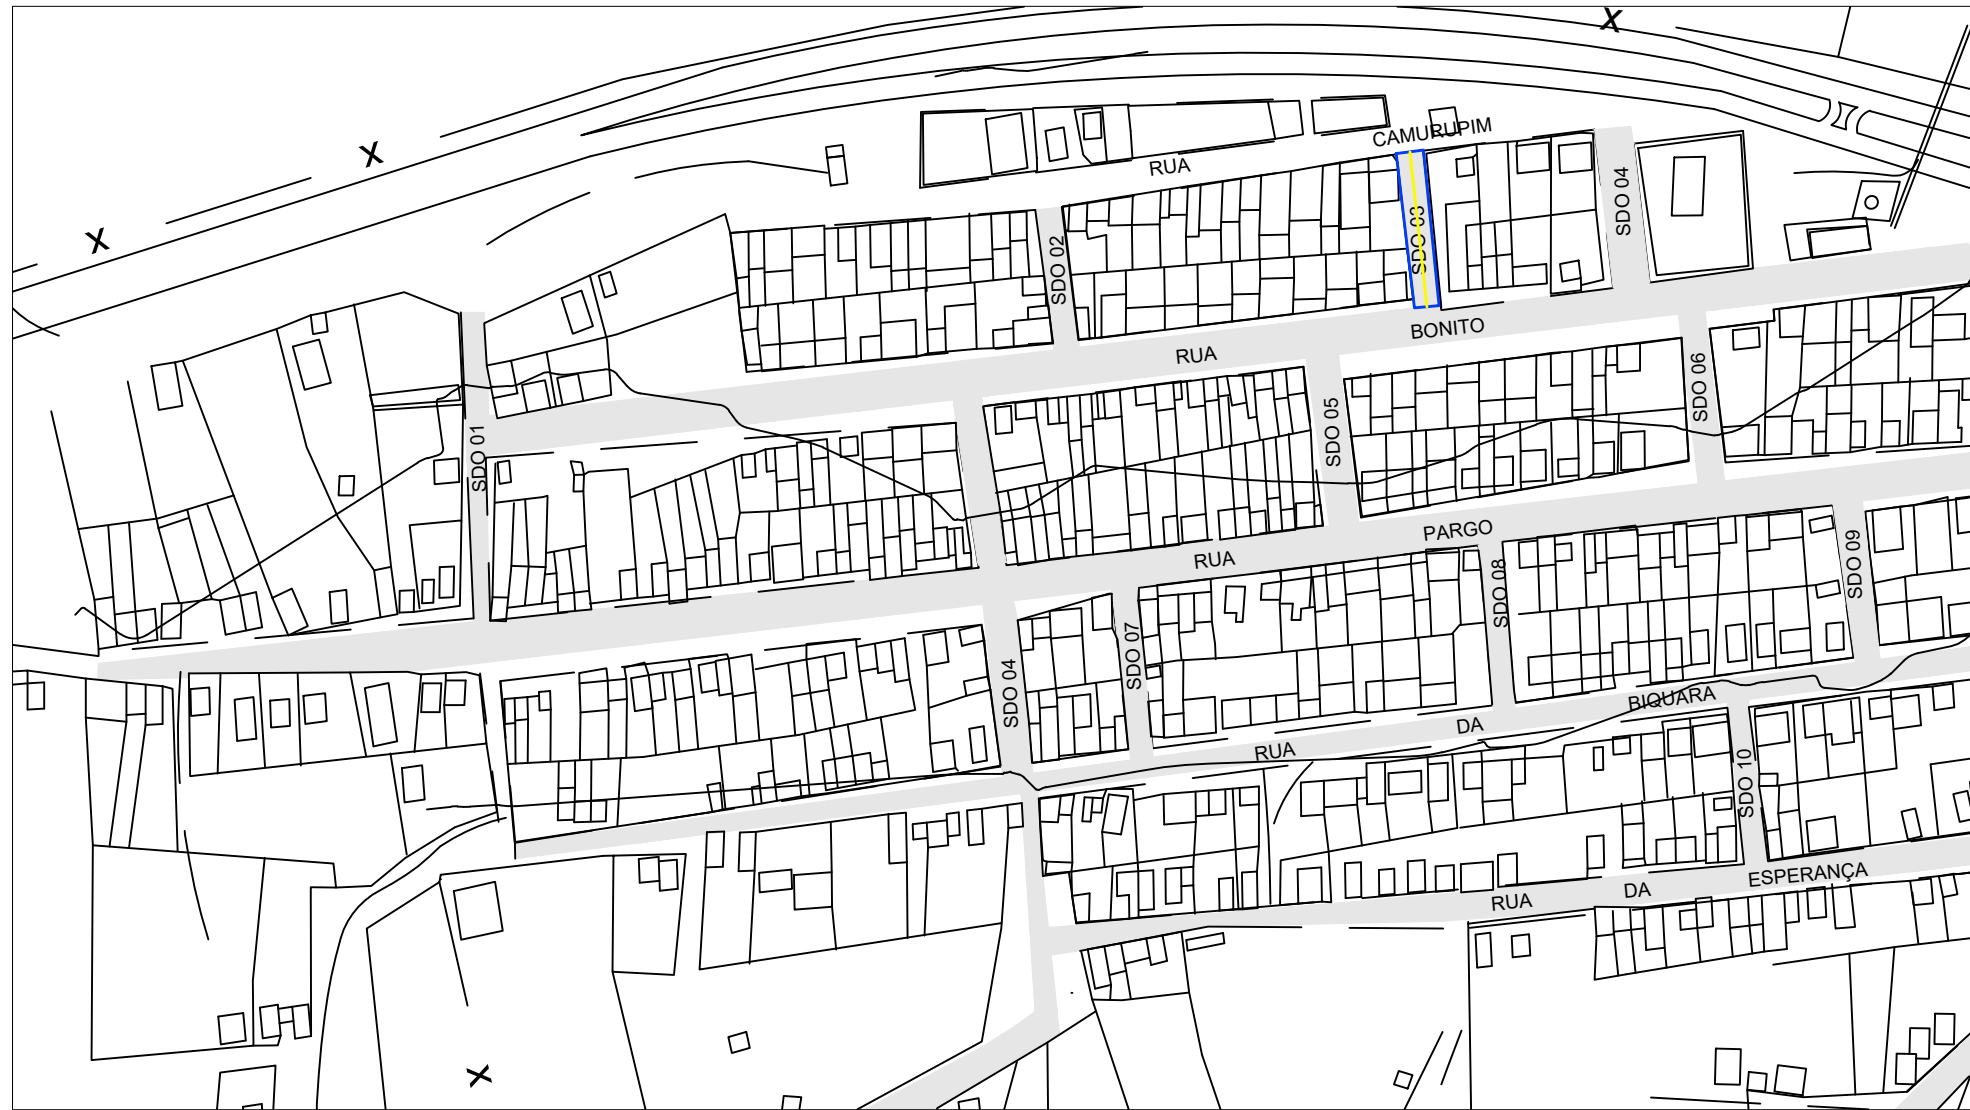 X
CAMURUPIM
RUA
X
SDO 04
SDO 03
X
SDO 02
BONITO
RUA
SDO 06
SDO 05
SDO 01
PARGO
RUA
SDO 09
SDO 08
SDO 07
SDO 04
BIQUARA
DA
RUA
SDO 10
ESPERANÇA
DA
RUA
X